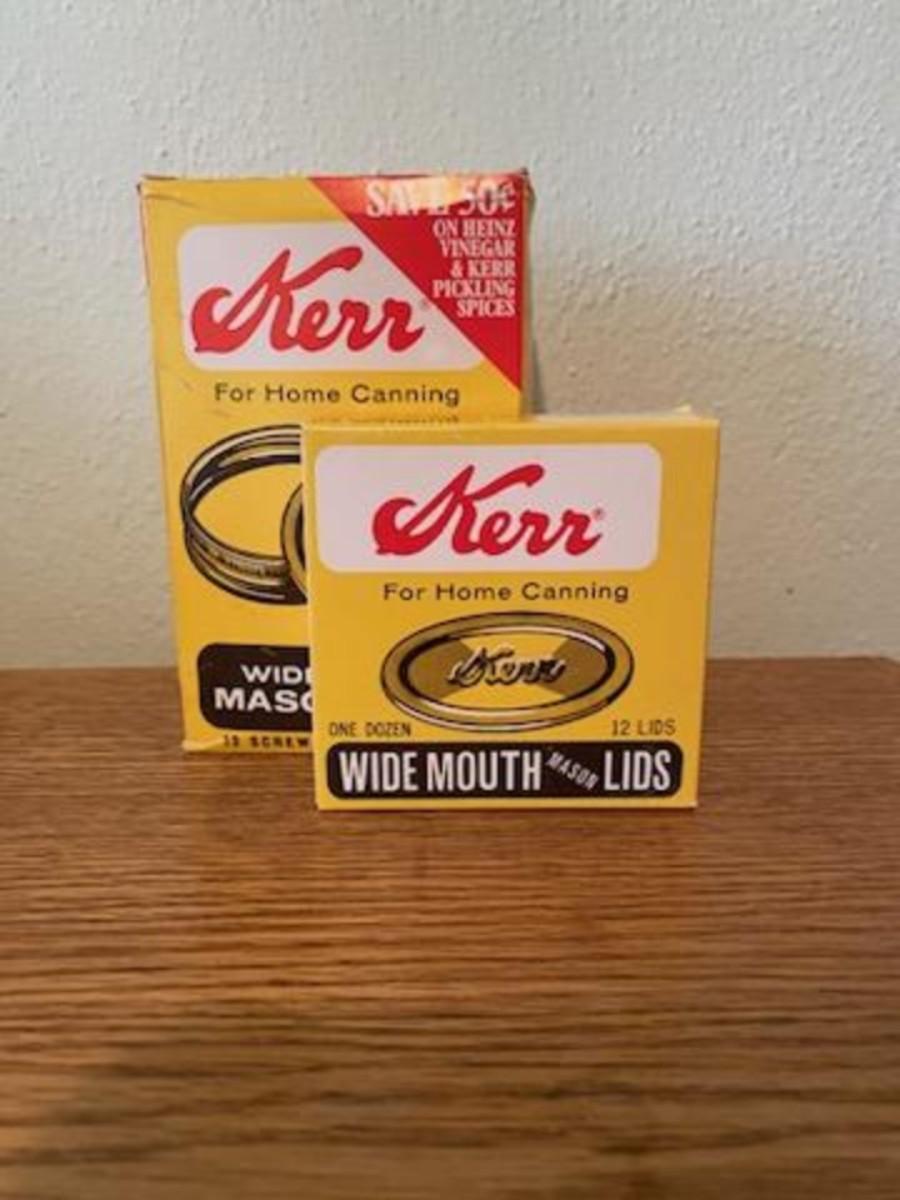 SAVE 50¢
ON HEINZ
VINEGAR
& KERR
PICKLING
SPICES
Kerr®
For Home Canning
WIDE
MASO
SCREW
Kerr®
For Home Canning
Kerr
ONE DOZEN 12 LIDS
WIDE MOUTH MASON LIDS